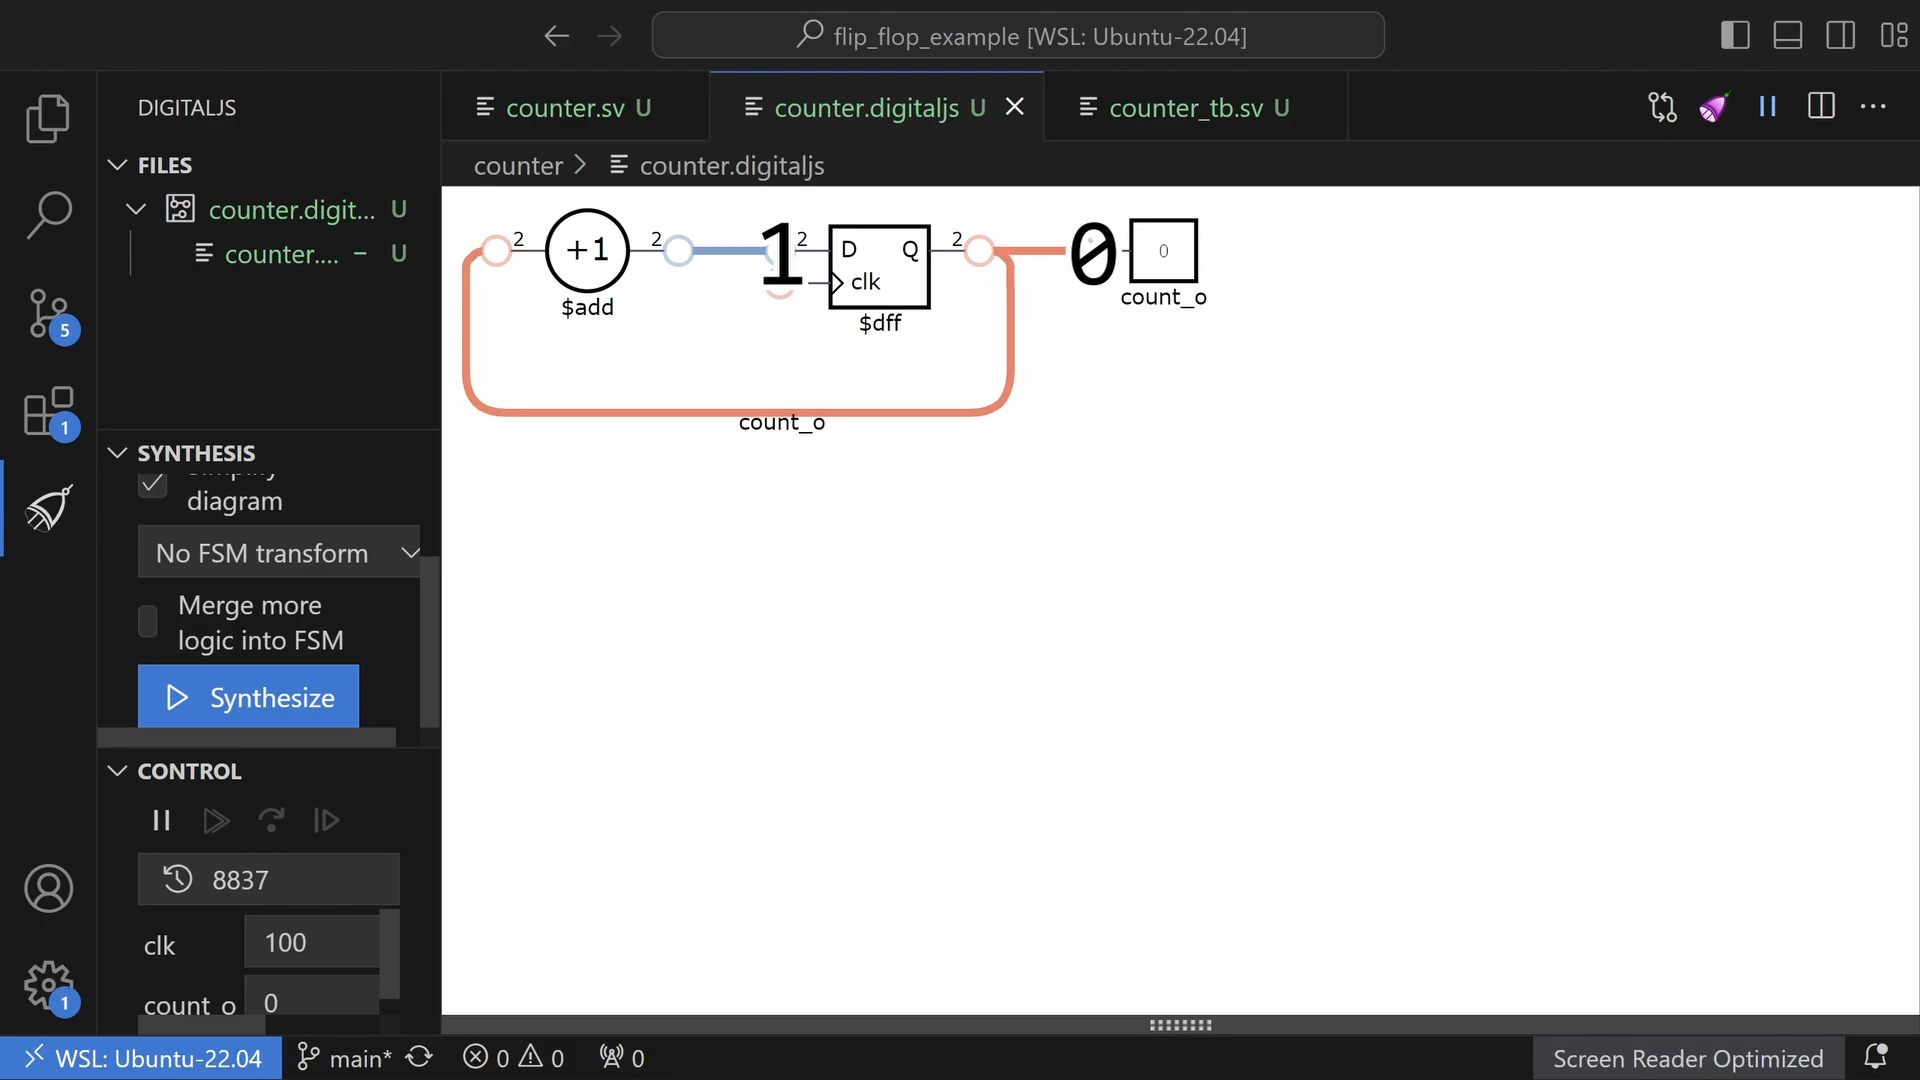 flip_flop_example [WSL: Ubuntu-22.04]
DIGITALJS
counter.sv U
counter.digitaljs U
counter_tb.sv U
FILES
counter > counter.digitaljs
counter.digit... U
counter.... – U
2 +1 2 1 2 D Q 2 0 0
clk
$add
$dff
count_o
count_o
5
1
SYNTHESIS
Simplify
diagram
No FSM transform
Merge more
logic into FSM
Synthesize
CONTROL
8837
clk 100
count_o 0
1
WSL: Ubuntu-22.04 main* 0 0 0 Screen Reader Optimized